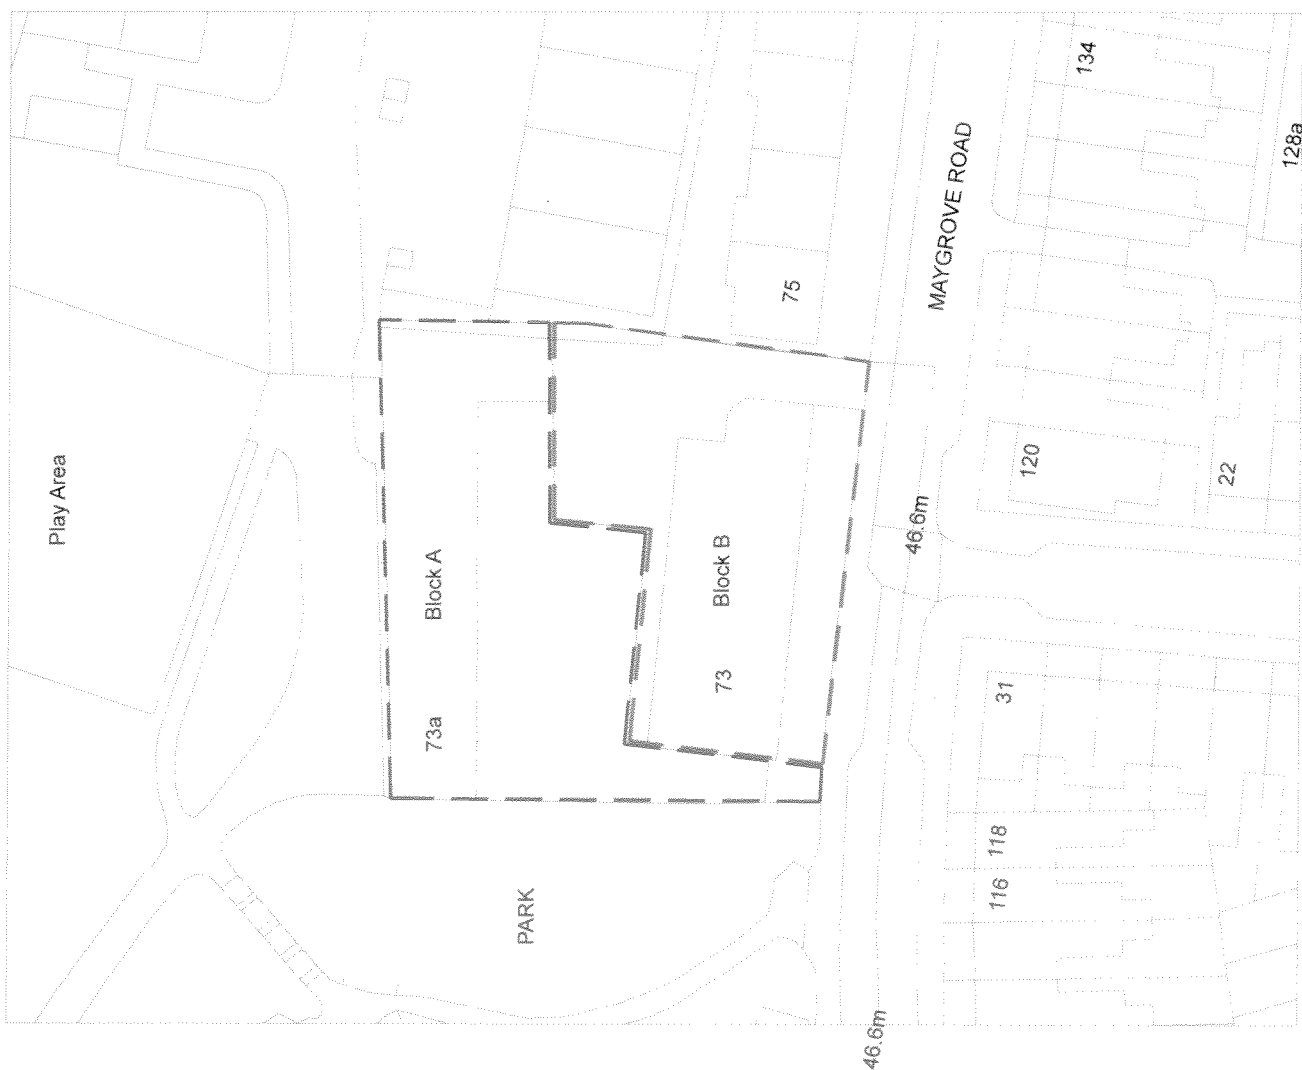 Play Area
73a
Block A
PARK
73
Block B
75
MAYGROVE ROAD
46.6m
46.6m
134
128a
120
22
31
118
116